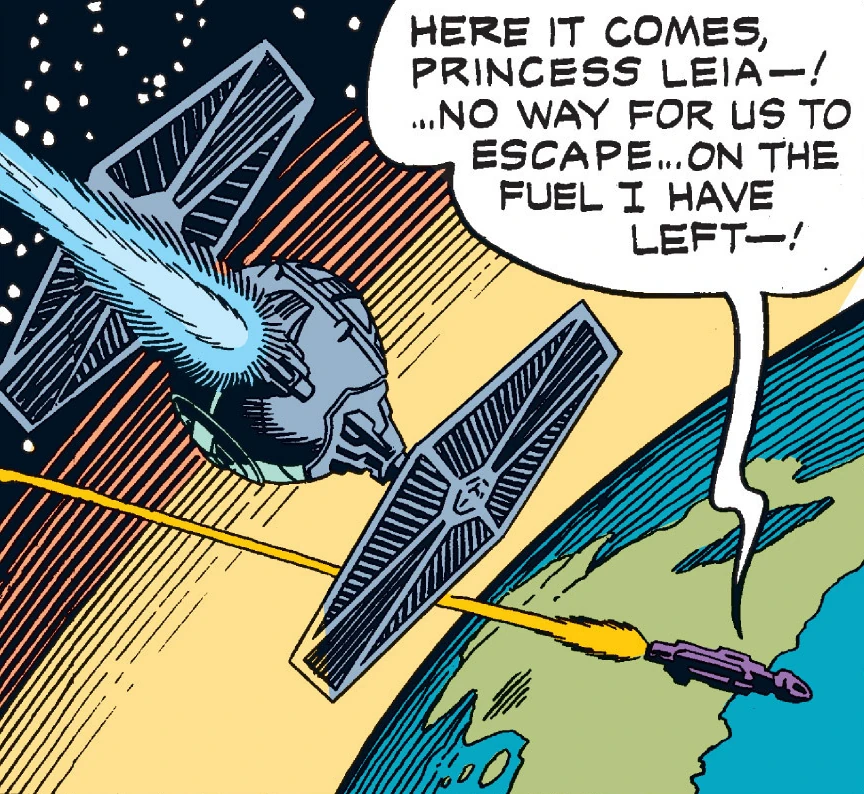 HERE IT COMES,
PRINCESS LEIA—!
...NO WAY FOR US TO
ESCAPE...ON THE
FUEL I HAVE
LEFT—!